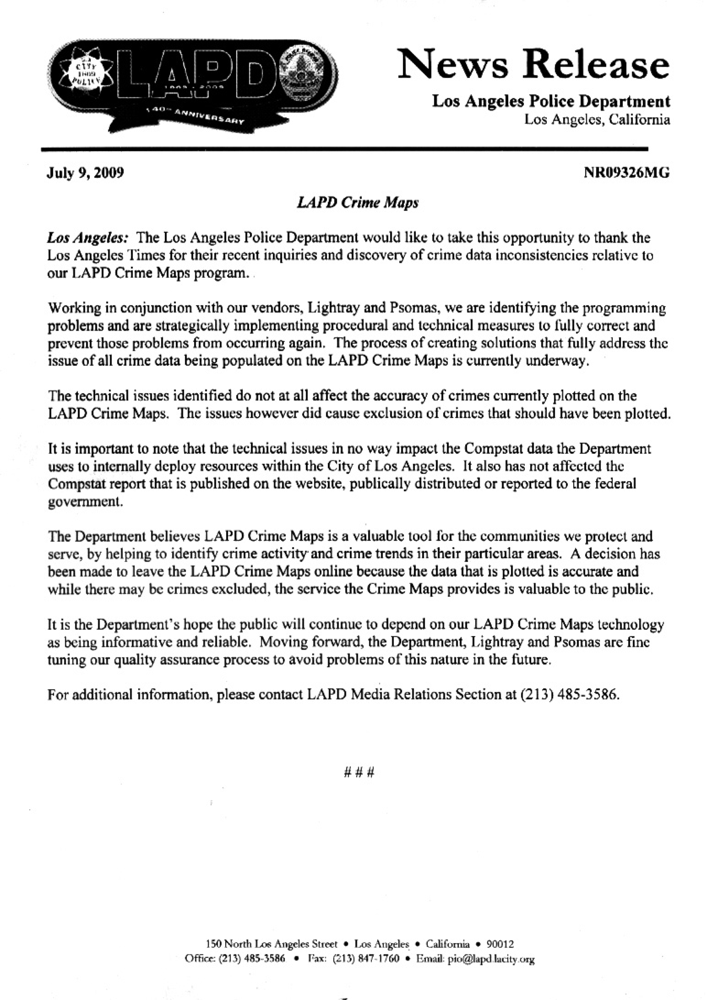 CITY
1869
POLICE
LAPD
1869 - 2009
140TH ANNIVERSARY
News Release
Los Angeles Police Department
Los Angeles, California
July 9, 2009 NR09326MG
LAPD Crime Maps
Los Angeles: The Los Angeles Police Department would like to take this opportunity to thank the
Los Angeles Times for their recent inquiries and discovery of crime data inconsistencies relative to
our LAPD Crime Maps program.
Working in conjunction with our vendors, Lightray and Psomas, we are identifying the programming
problems and are strategically implementing procedural and technical measures to fully correct and
prevent those problems from occurring again. The process of creating solutions that fully address the
issue of all crime data being populated on the LAPD Crime Maps is currently underway.
The technical issues identified do not at all affect the accuracy of crimes currently plotted on the
LAPD Crime Maps. The issues however did cause exclusion of crimes that should have been plotted.
It is important to note that the technical issues in no way impact the Compstat data the Department
uses to internally deploy resources within the City of Los Angeles. It also has not affected the
Compstat report that is published on the website, publically distributed or reported to the federal
government.
The Department believes LAPD Crime Maps is a valuable tool for the communities we protect and
serve, by helping to identify crime activity and crime trends in their particular areas. A decision has
been made to leave the LAPD Crime Maps online because the data that is plotted is accurate and
while there may be crimes excluded, the service the Crime Maps provides is valuable to the public.
It is the Department's hope the public will continue to depend on our LAPD Crime Maps technology
as being informative and reliable. Moving forward, the Department, Lightray and Psomas are fine
tuning our quality assurance process to avoid problems of this nature in the future.
For additional information, please contact LAPD Media Relations Section at (213) 485-3586.
# # #
150 North Los Angeles Street • Los Angeles • California • 90012
Office: (213) 485-3586 • Fax: (213) 847-1760 • Email: pio@lapd.lacity.org